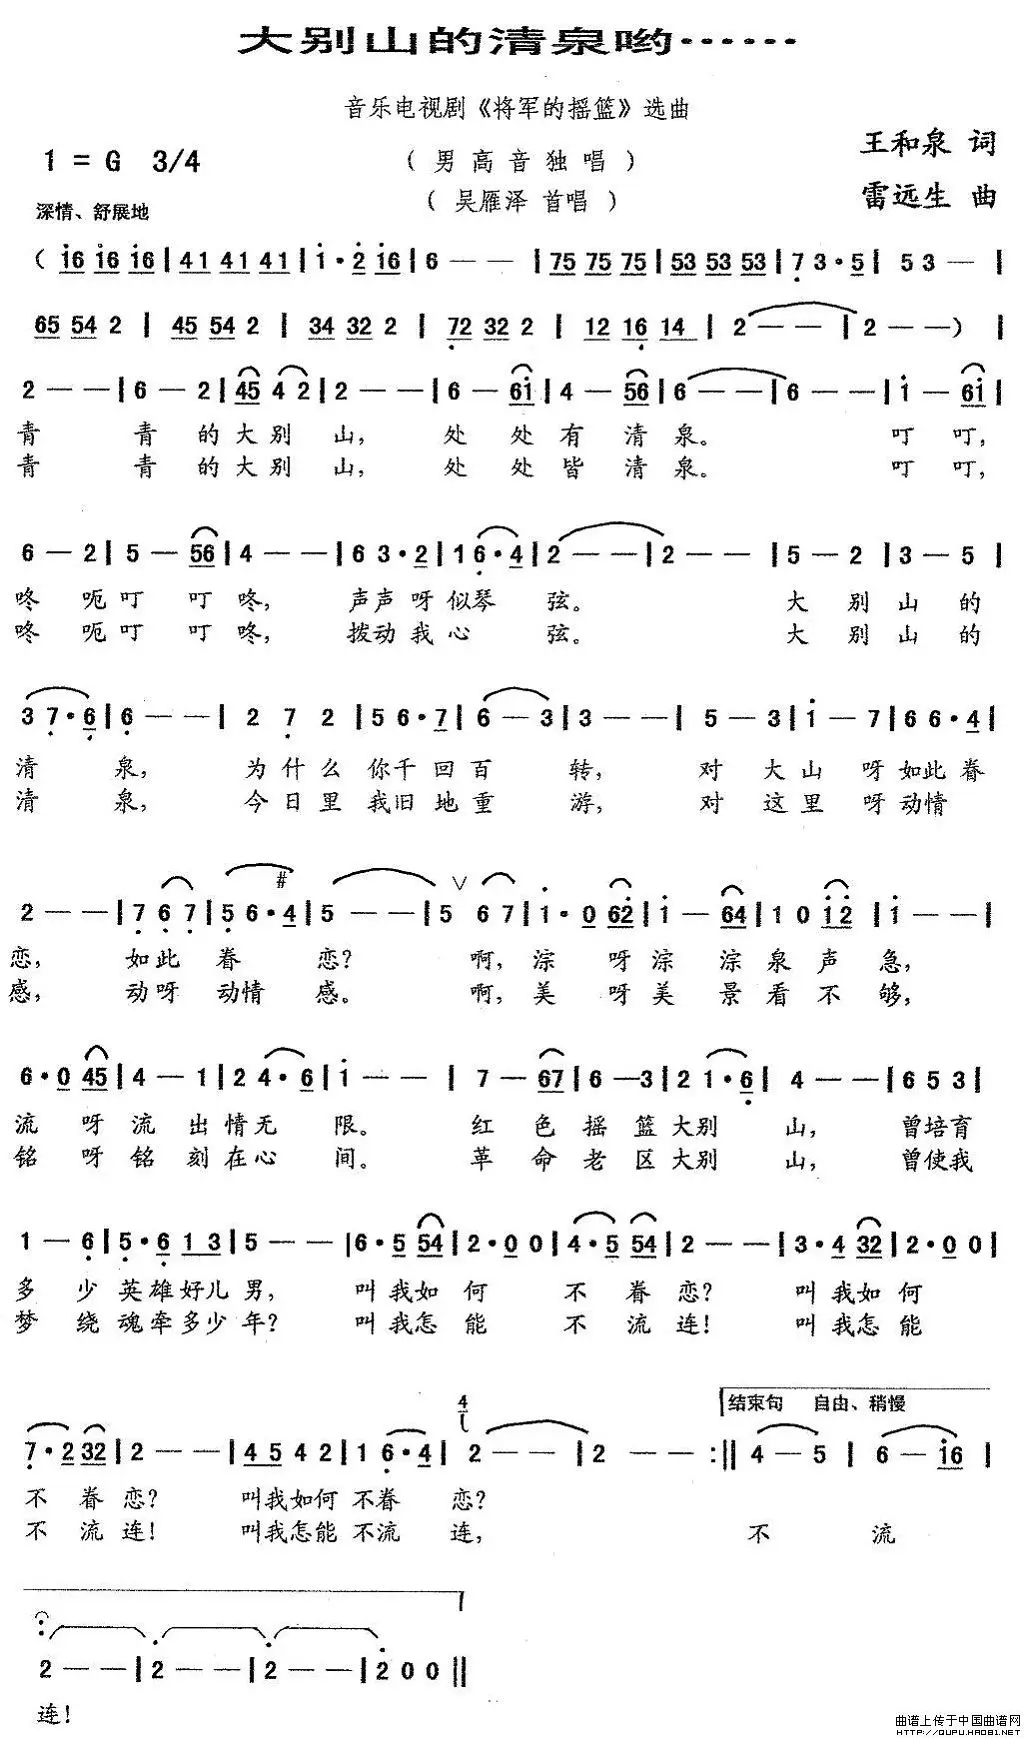 大别山的清泉哟……
音乐电视剧《将军的摇篮》选曲
1 = G 3/4
(男高音独唱)
王和泉 词
(吴雁泽 首唱)
雷远生 曲
深情、舒展地
( 16 16 16 | 41 41 41 | 1·2 16 | 6 — — | 75 75 75 | 53 53 53 | 7 3·5 | 5 3 — |
65 54 2 | 45 54 2 | 34 32 2 | 72 32 2 | 12 16 14 | 2 — — | 2 — — ) |
2 — — | 6 — 2 | 45 4 2 | 2 — — | 6 — 61 | 4 — 56 | 6 — — | 6 — — | 1 — 61 |
青 青 的 大 别 山, 处 处 有 清 泉。 叮 叮,
青 青 的 大 别 山, 处 处 皆 清 泉。 叮 叮,
6 — 2 | 5 — 56 | 4 — — | 6 3·2 | 1 6·4 | 2 — — | 2 — — | 5 — 2 | 3 — 5 |
咚 呃 叮 叮 咚, 声 声 呀 似 琴 弦。 大 别 山 的
咚 呃 叮 叮 咚, 拨 动 我 心 弦。 大 别 山 的
3 7·6 | 6 — — | 2 7 2 | 5 6·7 | 6 — 3 | 3 — — | 5 — 3 | 1 — 7 | 6 6·4 |
清 泉, 为 什 么 你 千 回 百 转, 对 大 山 呀 如 此 眷
清 泉, 今 日 里 我 旧 地 重 游, 对 这 里 呀 动 情
2 — — | 7 6 7 | 5 6·#4 | 5 — — | 5 6 7 | 1·0 62 | 1 — 64 | 1 0 12 | 1 — — |
恋, 如 此 眷 恋? 啊, 淙 呀 淙 淙 泉 声 急,
感, 动 呀 动 情 感。 啊, 美 呀 美 景 看 不 够,
6·0 45 | 4 — 1 | 2 4·6 | 1 — — | 7 — 67 | 6 — 3 | 2 1·6 | 4 — — | 6 5 3 |
流 呀 流 出 情 无 限。 红 色 摇 篮 大 别 山, 曾 培 育
铭 呀 铭 刻 在 心 间。 革 命 老 区 大 别 山, 曾 使 我
1 — 6 | 5·6 1 3 | 5 — — | 6·5 54 | 2·0 0 | 4·5 54 | 2 — — | 3·4 32 | 2·0 0 |
多 少 英 雄 好 儿 男, 叫 我 如 何 不 眷 恋? 叫 我 如 何
梦 绕 魂 牵 多 少 年? 叫 我 怎 能 不 流 连! 叫 我 怎 能
4 结束句 自由、稍慢
7·2 32 | 2 — — | 4 5 4 2 | 1 6·4 | 2 — — | 2 — — :|| 4 — 5 | 6 — 16 |
不 眷 恋? 叫 我 如 何 不 眷 恋?
不 流 连! 叫 我 怎 能 不 流 连, 不 流
2 — — | 2 — — | 2 — — | 2 0 0 ||
连!
曲谱上传于中国曲谱网
http://QUPU.HAO81.NET